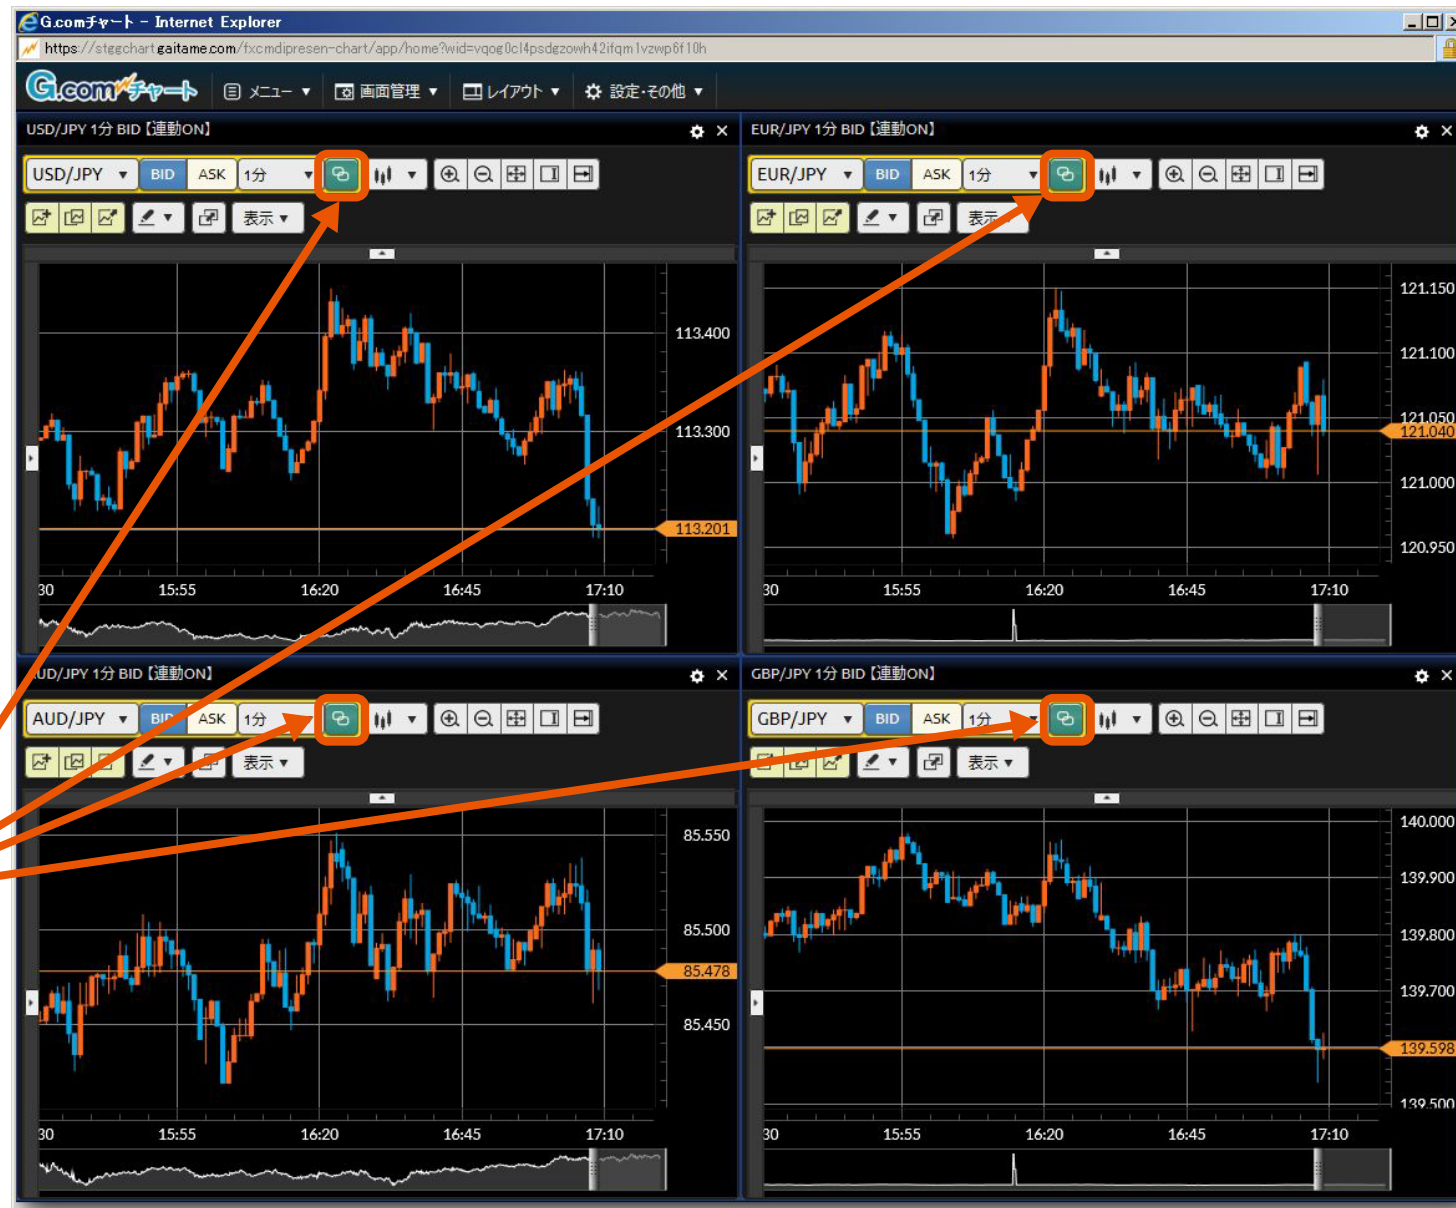 G.comチャート - Internet Explorer
https://stggchart.gaitame.com/fxcmdipresen-chart/app/home?wid=vqog0cl4psdgzowh42ifqm1vzwp6f10h
G.comチャート メニュー ▼ 画面管理 ▼ レイアウト ▼ 設定・その他 ▼
USD/JPY 1分 BID【連動ON】
USD/JPY ▼ BID ASK 1分 ▼
表示 ▼
113.400
113.300
113.201
30 15:55 16:20 16:45 17:10
EUR/JPY 1分 BID【連動ON】
EUR/JPY ▼ BID ASK 1分 ▼
表示
121.150
121.100
121.050
121.040
121.000
120.950
30 15:55 16:20 16:45 17:10
AUD/JPY 1分 BID【連動ON】
AUD/JPY ▼ BID ASK 1分
表示 ▼
85.550
85.500
85.478
85.450
30 15:55 16:20 16:45 17:10
GBP/JPY 1分 BID【連動ON】
GBP/JPY ▼ BID ASK 1分 ▼
表示 ▼
140.000
139.900
139.800
139.700
139.598
139.500
30 15:55 16:20 16:45 17:10